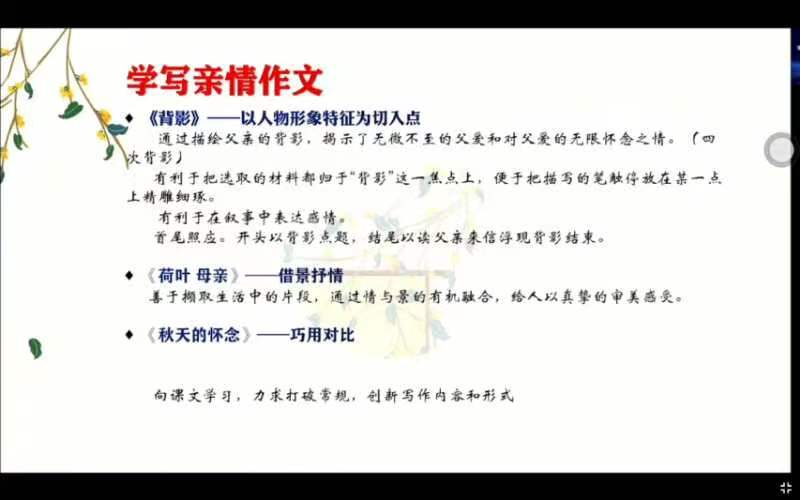 学写亲情作文
《背影》——以人物形象特征为切入点
通过描绘父亲的背影，揭示了无微不至的父爱和对父爱的无限怀念之情。（四
次背影）
有利于把选取的材料都归于“背影”这一焦点上，便于把描写的笔触停放在某一点
上精雕细琢。
有利于在叙事中表达感情。
首尾照应。开头以背影点题，结尾以读父亲来信浮现背影结束。
《荷叶 母亲》——借景抒情
善于撷取生活中的片段，通过情与景的有机融合，给人以真挚的审美感受。
《秋天的怀念》——巧用对比
向课文学习，力求打破常规，创新写作内容和形式